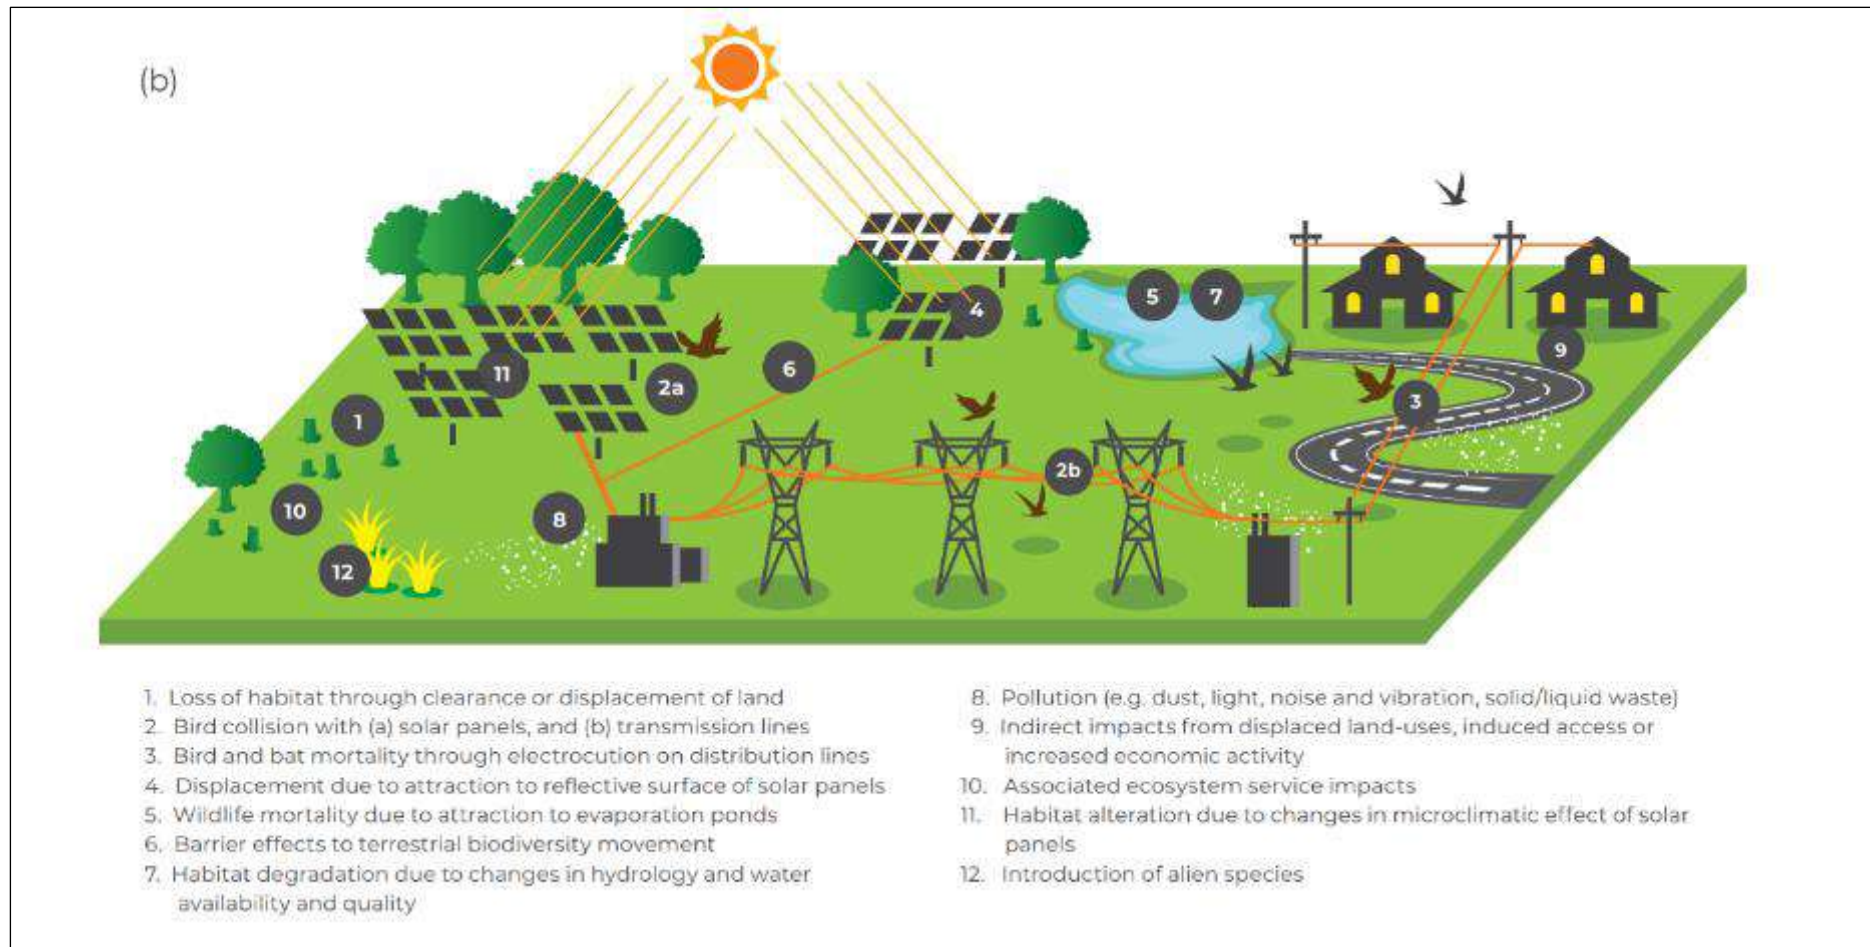 (b)
4
5
7
9
6
11
2a
3
1
2b
10
8
12
1. Loss of habitat through clearance or displacement of land
2. Bird collision with (a) solar panels, and (b) transmission lines
3. Bird and bat mortality through electrocution on distribution lines
4. Displacement due to attraction to reflective surface of solar panels
5. Wildlife mortality due to attraction to evaporation ponds
6. Barrier effects to terrestrial biodiversity movement
7. Habitat degradation due to changes in hydrology and water
availability and quality
8. Pollution (e.g. dust, light, noise and vibration, solid/liquid waste)
9. Indirect impacts from displaced land-uses, induced access or
increased economic activity
10. Associated ecosystem service impacts
11. Habitat alteration due to changes in microclimatic effect of solar
panels
12. Introduction of alien species